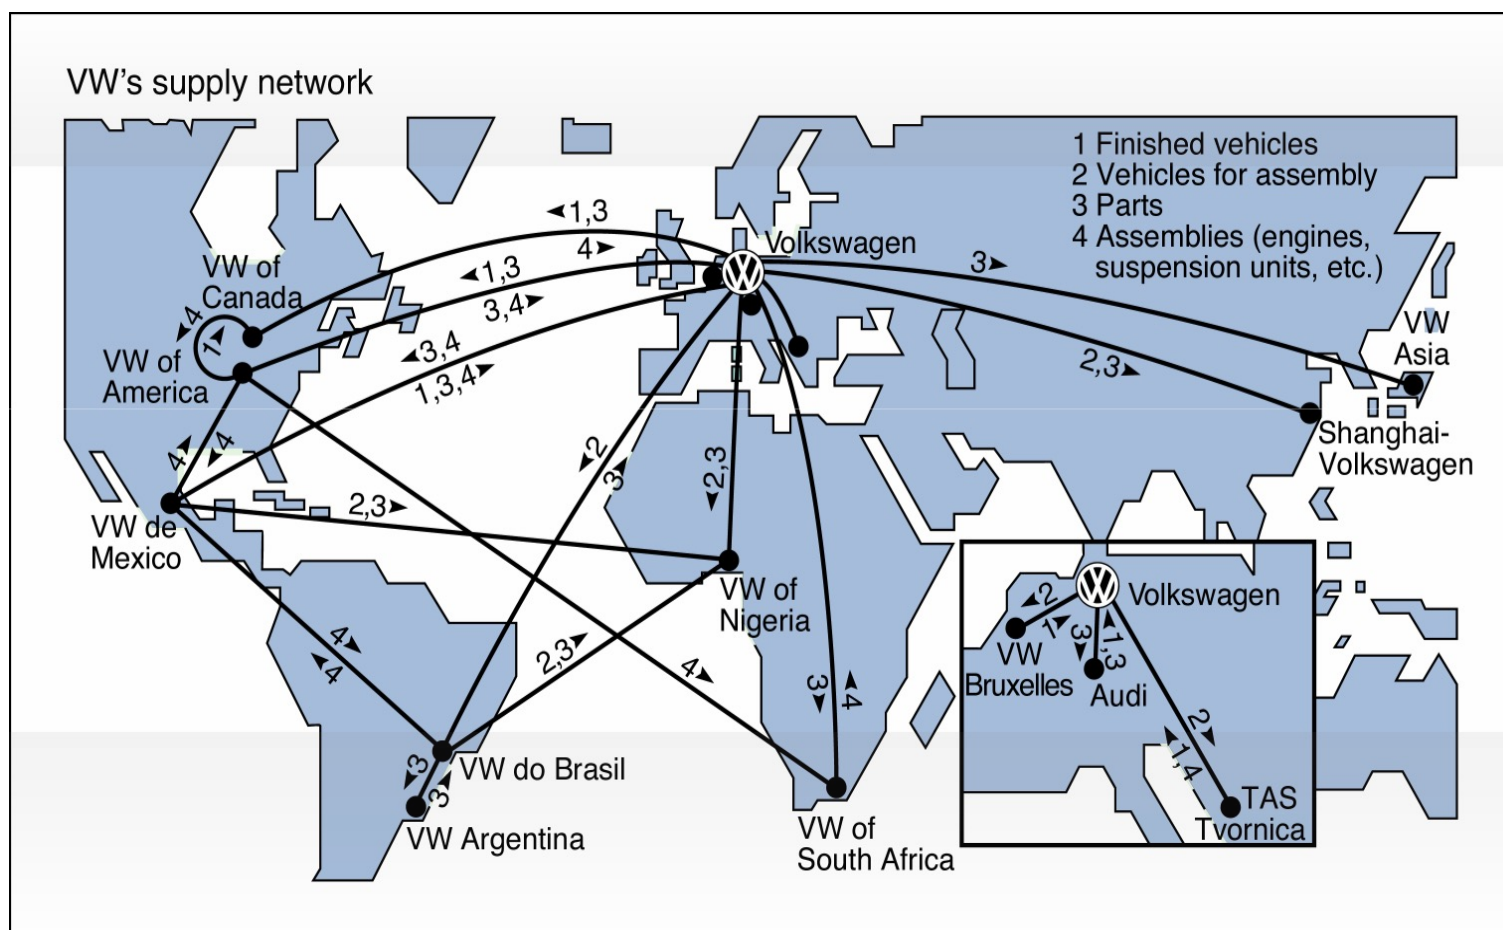 VW's supply network
1 Finished vehicles
2 Vehicles for assembly
3 Parts
4 Assemblies (engines,
suspension units, etc.)
1,3
4
Volkswagen
VW of
Canada
1,3
3,4
3
4
1
VW of
America
3,4
1,3,4
2,3
VW
Asia
Shanghai-
Volkswagen
4
4
2
3
2,3
2,3
VW de
Mexico
VW of
Nigeria
4
4
2,3
4
3
4
VW do Brasil
3
3
VW Argentina
VW of
South Africa
Volkswagen
2
1
3
1,3
VW
Bruxelles
Audi
2
1,4
TAS
Tvornica